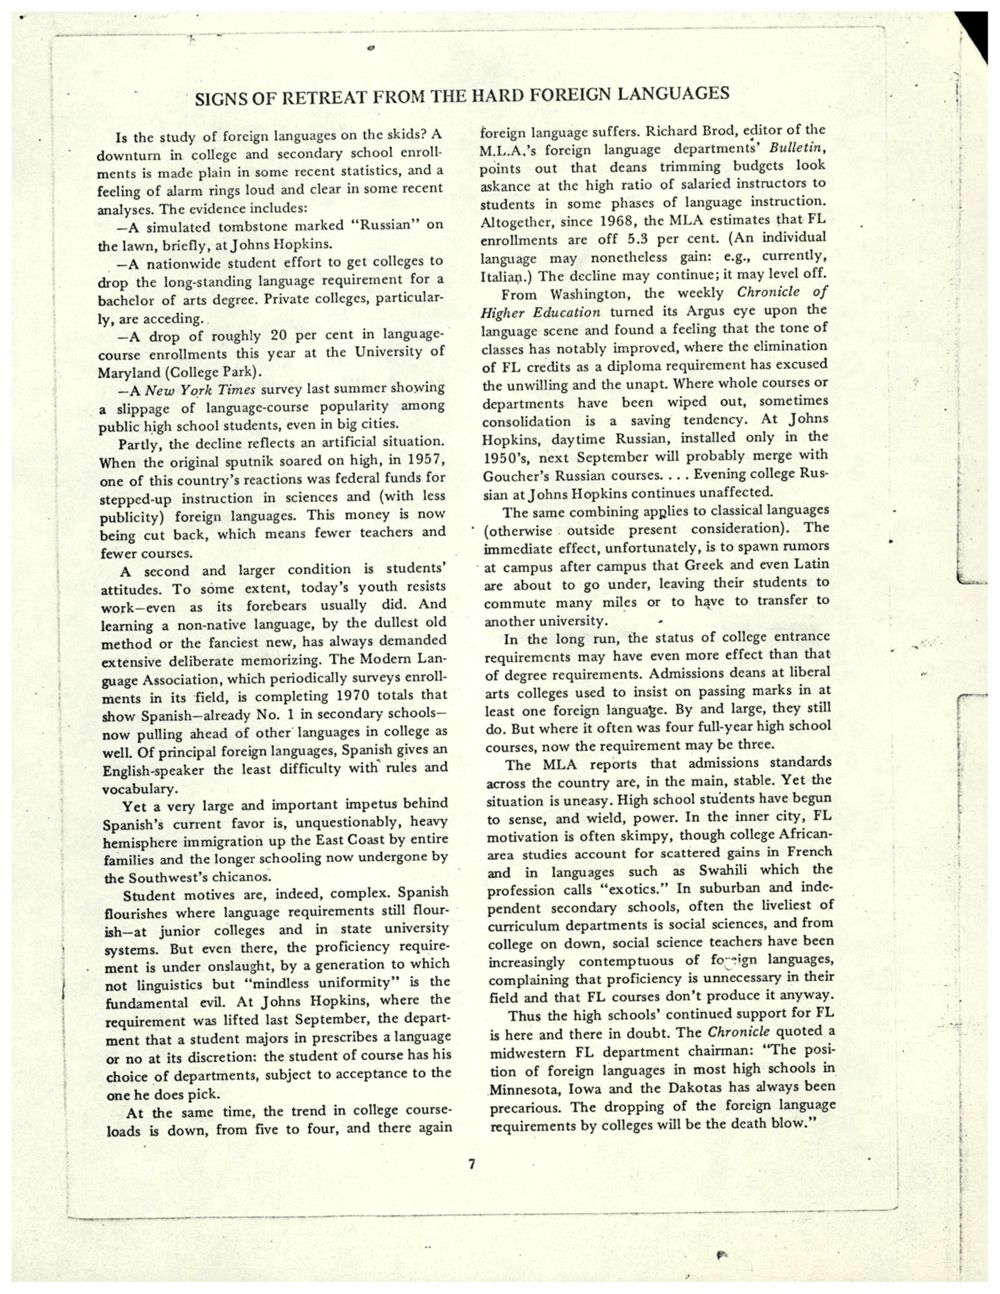 SIGNS OF RETREAT FROM THE HARD FOREIGN LANGUAGES
Is the study of foreign languages on the skids? A
downturn in college and secondary school enroll-
ments is made plain in some recent statistics, and a
feeling of alarm rings loud and clear in some recent
analyses. The evidence includes:
—A simulated tombstone marked "Russian" on
the lawn, briefly, at Johns Hopkins.
—A nationwide student effort to get colleges to
drop the long-standing language requirement for a
bachelor of arts degree. Private colleges, particular-
ly, are acceding.
—A drop of roughly 20 per cent in language-
course enrollments this year at the University of
Maryland (College Park).
—A New York Times survey last summer showing
a slippage of language-course popularity among
public high school students, even in big cities.
Partly, the decline reflects an artificial situation.
When the original sputnik soared on high, in 1957,
one of this country's reactions was federal funds for
stepped-up instruction in sciences and (with less
publicity) foreign languages. This money is now
being cut back, which means fewer teachers and
fewer courses.
A second and larger condition is students'
attitudes. To some extent, today's youth resists
work—even as its forebears usually did. And
learning a non-native language, by the dullest old
method or the fanciest new, has always demanded
extensive deliberate memorizing. The Modern Lan-
guage Association, which periodically surveys enroll-
ments in its field, is completing 1970 totals that
show Spanish—already No. 1 in secondary schools—
now pulling ahead of other languages in college as
well. Of principal foreign languages, Spanish gives an
English-speaker the least difficulty with rules and
vocabulary.
Yet a very large and important impetus behind
Spanish's current favor is, unquestionably, heavy
hemisphere immigration up the East Coast by entire
families and the longer schooling now undergone by
the Southwest's chicanos.
Student motives are, indeed, complex. Spanish
flourishes where language requirements still flour-
ish—at junior colleges and in state university
systems. But even there, the proficiency require-
ment is under onslaught, by a generation to which
not linguistics but "mindless uniformity" is the
fundamental evil. At Johns Hopkins, where the
requirement was lifted last September, the depart-
ment that a student majors in prescribes a language
or no at its discretion: the student of course has his
choice of departments, subject to acceptance to the
one he does pick.
At the same time, the trend in college course-
loads is down, from five to four, and there again
foreign language suffers. Richard Brod, editor of the
M.L.A.'s foreign language departments' Bulletin,
points out that deans trimming budgets look
askance at the high ratio of salaried instructors to
students in some phases of language instruction.
Altogether, since 1968, the MLA estimates that FL
enrollments are off 5.3 per cent. (An individual
language may nonetheless gain: e.g., currently,
Italian.) The decline may continue; it may level off.
From Washington, the weekly Chronicle of
Higher Education turned its Argus eye upon the
language scene and found a feeling that the tone of
classes has notably improved, where the elimination
of FL credits as a diploma requirement has excused
the unwilling and the unapt. Where whole courses or
departments have been wiped out, sometimes
consolidation is a saving tendency. At Johns
Hopkins, daytime Russian, installed only in the
1950's, next September will probably merge with
Goucher's Russian courses. . . . Evening college Rus-
sian at Johns Hopkins continues unaffected.
The same combining applies to classical languages
(otherwise outside present consideration). The
immediate effect, unfortunately, is to spawn rumors
at campus after campus that Greek and even Latin
are about to go under, leaving their students to
commute many miles or to have to transfer to
another university.
In the long run, the status of college entrance
requirements may have even more effect than that
of degree requirements. Admissions deans at liberal
arts colleges used to insist on passing marks in at
least one foreign language. By and large, they still
do. But where it often was four full-year high school
courses, now the requirement may be three.
The MLA reports that admissions standards
across the country are, in the main, stable. Yet the
situation is uneasy. High school students have begun
to sense, and wield, power. In the inner city, FL
motivation is often skimpy, though college African-
area studies account for scattered gains in French
and in languages such as Swahili which the
profession calls "exotics." In suburban and inde-
pendent secondary schools, often the liveliest of
curriculum departments is social sciences, and from
college on down, social science teachers have been
increasingly contemptuous of foreign languages,
complaining that proficiency is unnecessary in their
field and that FL courses don't produce it anyway.
Thus the high schools' continued support for FL
is here and there in doubt. The Chronicle quoted a
midwestern FL department chairman: "The posi-
tion of foreign languages in most high schools in
Minnesota, Iowa and the Dakotas has always been
precarious. The dropping of the foreign language
requirements by colleges will be the death blow."
7